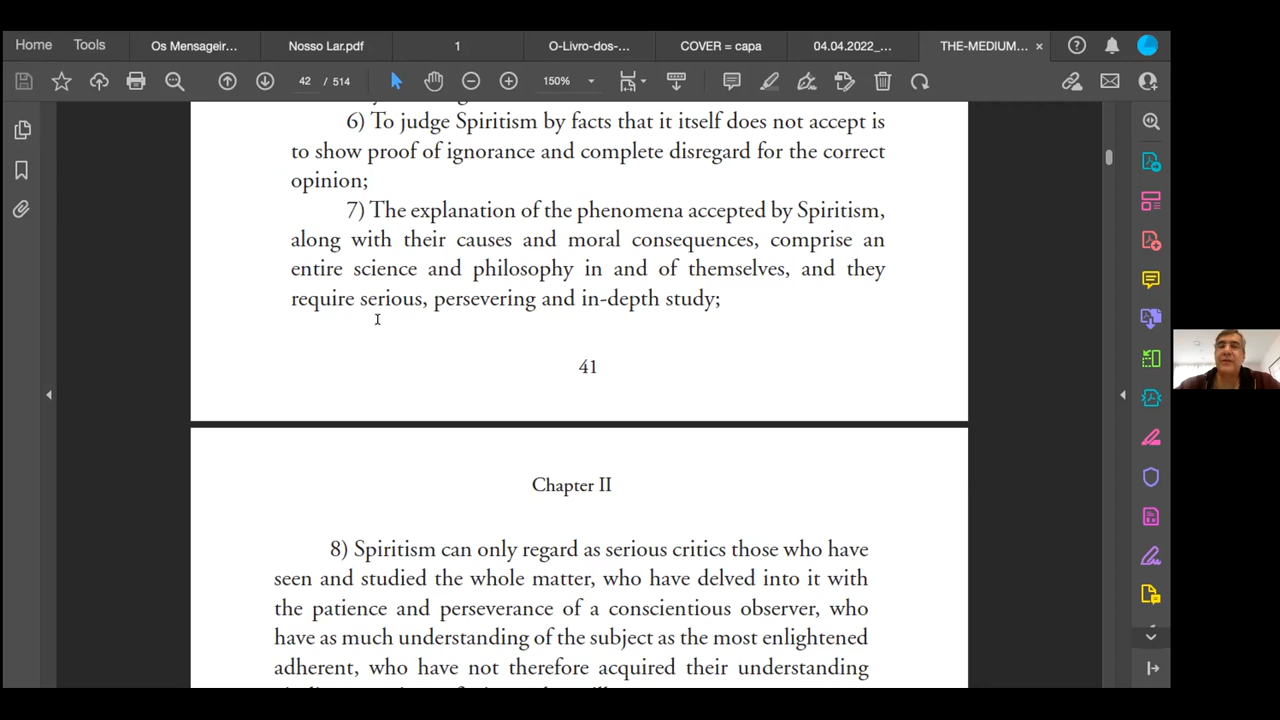 Home Tools Os Mensageir... Nosso Lar.pdf 1 O-Livro-dos-... COVER = capa 04.04.2022_... THE-MEDIUM...
42 / 514 150%
6) To judge Spiritism by facts that it itself does not accept is
to show proof of ignorance and complete disregard for the correct
opinion;
7) The explanation of the phenomena accepted by Spiritism,
along with their causes and moral consequences, comprise an
entire science and philosophy in and of themselves, and they
require serious, persevering and in-depth study;
41
Chapter II
8) Spiritism can only regard as serious critics those who have
seen and studied the whole matter, who have delved into it with
the patience and perseverance of a conscientious observer, who
have as much understanding of the subject as the most enlightened
adherent, who have not therefore acquired their understanding